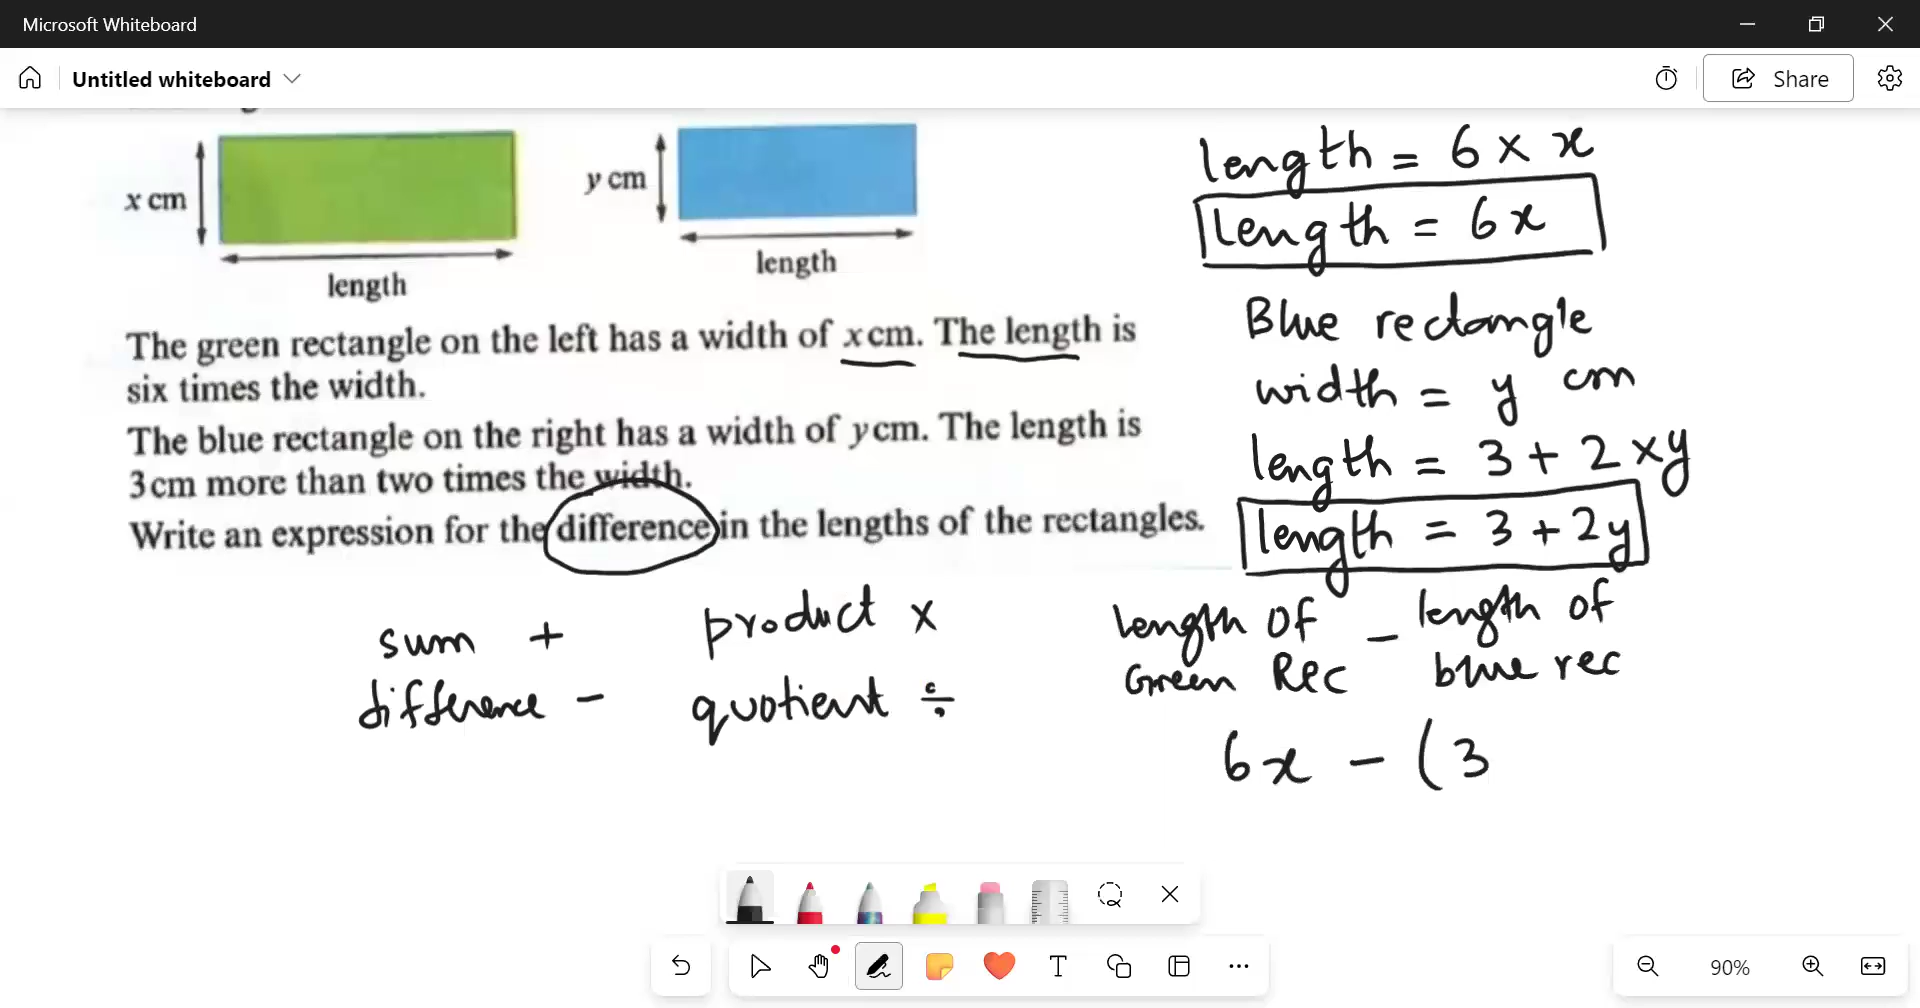 Microsoft Whiteboard
Untitled whiteboard
Share
x cm
length
y cm
length
The green rectangle on the left has a width of x cm. The length is
six times the width.
The blue rectangle on the right has a width of y cm. The length is
3 cm more than two times the width.
Write an expression for the difference in the lengths of the rectangles.
sum +
difference -
product ×
quotient ÷
length = 6 × x
length = 6x
Blue rectangle
width = y cm
length = 3 + 2 × y
length = 3 + 2y
length of - length of
Green Rec blue rec
6x - (3
90%